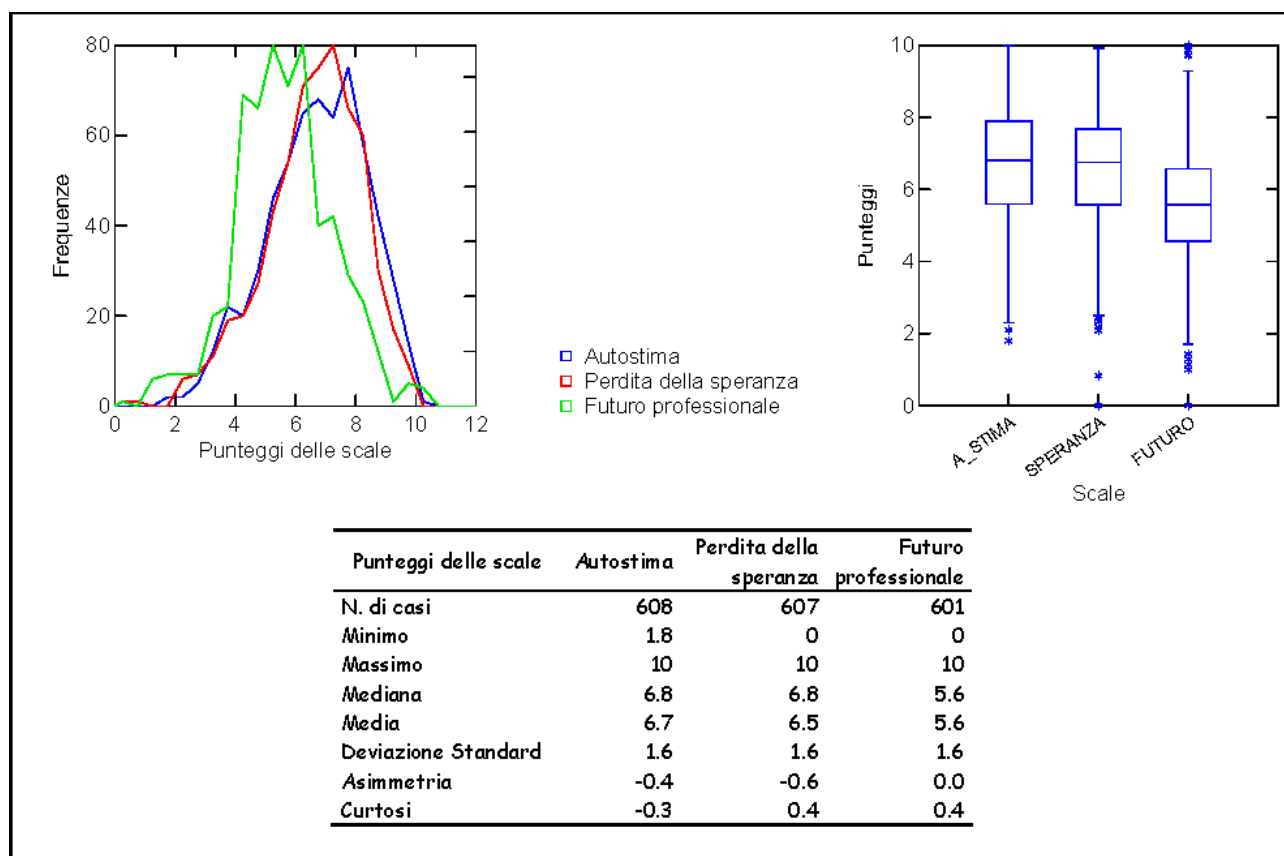 80
60
40
20
0
Frequenze
0 2 4 6 8 10 12
Punteggi delle scale
Autostima
Perdita della speranza
Futuro professionale
10
8
6
4
2
0
Punteggi
A_STIMA
SPERANZA
FUTURO
Scale
Punteggi delle scale Autostima Perdita della speranza Futuro professionale
N. di casi 608 607 601
Minimo 1.8 0 0
Massimo 10 10 10
Mediana 6.8 6.8 5.6
Media 6.7 6.5 5.6
Deviazione Standard 1.6 1.6 1.6
Asimmetria -0.4 -0.6 0.0
Curtosi -0.3 0.4 0.4